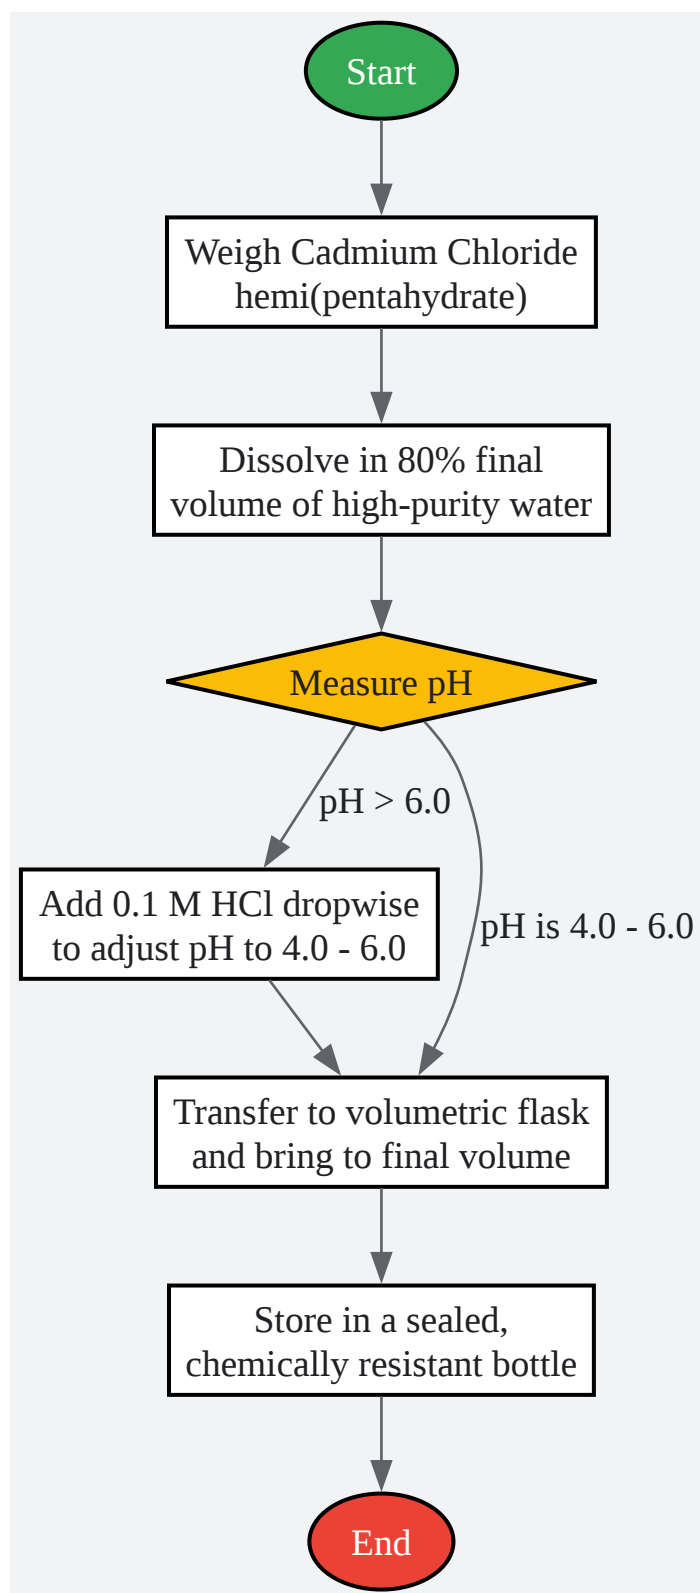 Start
Weigh Cadmium Chloride
hemi(pentahydrate)
Dissolve in 80% final
volume of high-purity water
Measure pH
pH > 6.0
Add 0.1 M HCl dropwise
to adjust pH to 4.0 - 6.0
pH is 4.0 - 6.0
Transfer to volumetric flask
and bring to final volume
Store in a sealed,
chemically resistant bottle
End